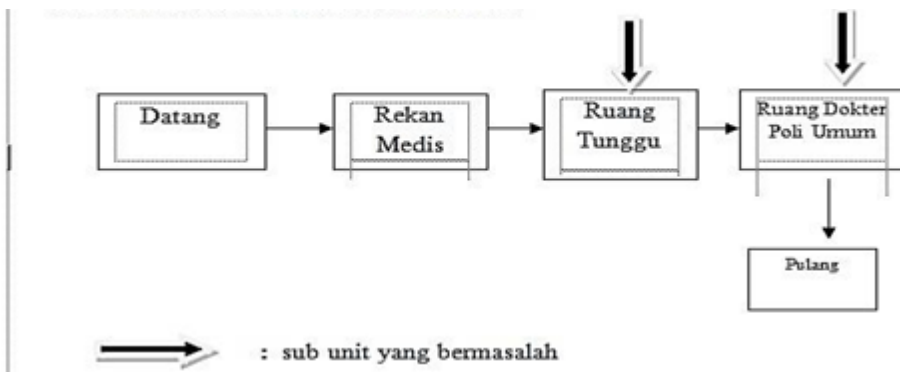 Datang
Rekan
Medis
Ruang
Tunggu
Ruang Dokter
Poli Umum
Pulang
: sub unit yang bermasalah